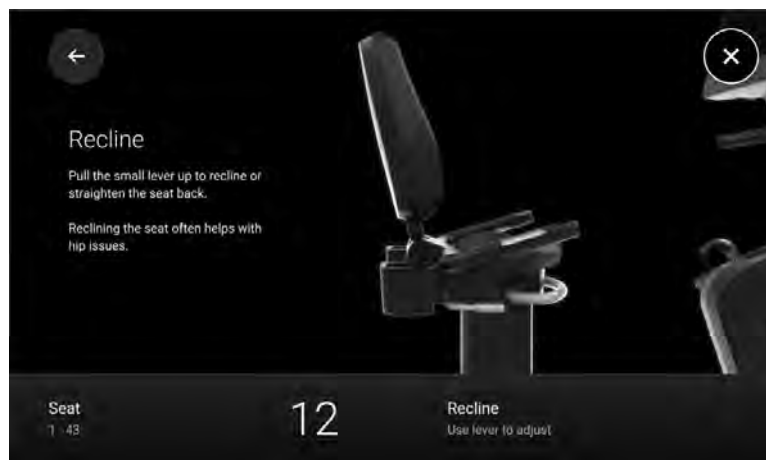 Recline
Pull the small lever up to recline or
straighten the seat back.
Reclining the seat often helps with
hip issues.
Seat
1 - 43
12
Recline
Use lever to adjust